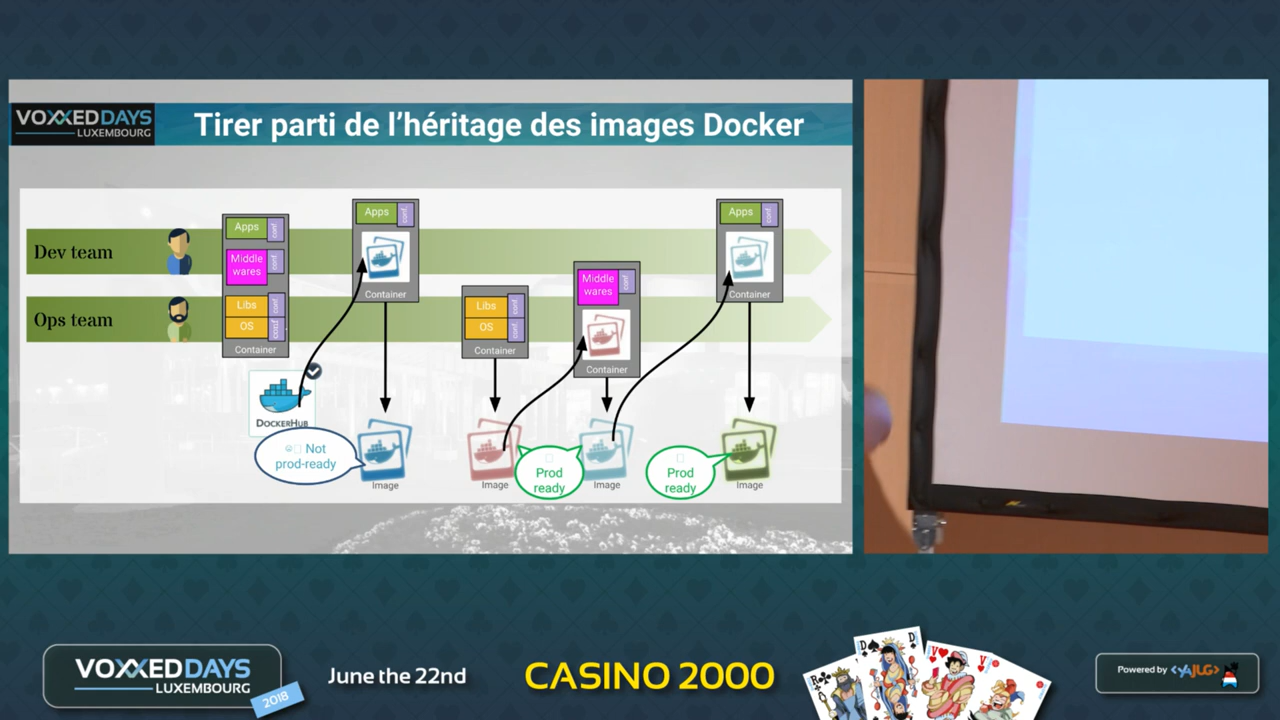 VOXXEDDAYS
LUXEMBOURG
Tirer parti de l'héritage des images Docker
Dev team
Ops team
Apps
conf
Middle
wares
conf
Libs
conf
OS
conf
Container
DOCKERHUB
Not
prod-ready
Apps
conf
Container
Image
Libs
conf
OS
conf
Container
Image
Prod
ready
Middle
wares
conf
Container
Image
Prod
ready
Apps
conf
Container
Image
VOXXEDDAYS
LUXEMBOURG
2018
June the 22nd
CASINO 2000
R
D
D
V
V
Powered by <YAJUG>